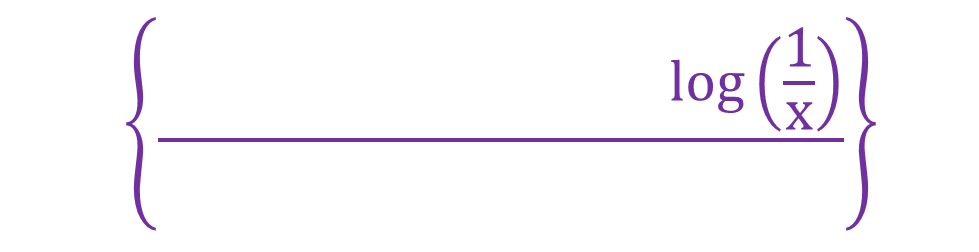 { log(1/x) / }